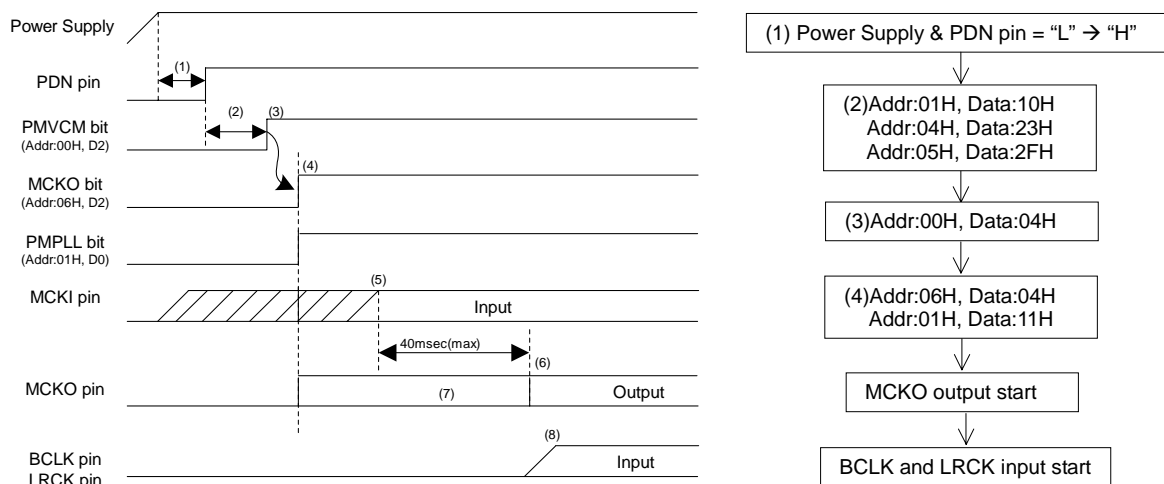 Power Supply
(1)
PDN pin
(2)
(3)
PMVCM bit
(Addr:00H, D2)
(4)
MCKO bit
(Addr:06H, D2)
PMPLL bit
(Addr:01H, D0)
(5)
MCKI pin
Input
40msec(max)
(6)
MCKO pin
(7)
Output
(8)
BCLK pin
LRCK pin
Input
(1) Power Supply & PDN pin = “L” → “H”
(2)Addr:01H, Data:10H
Addr:04H, Data:23H
Addr:05H, Data:2FH
(3)Addr:00H, Data:04H
(4)Addr:06H, Data:04H
Addr:01H, Data:11H
MCKO output start
BCLK and LRCK input start